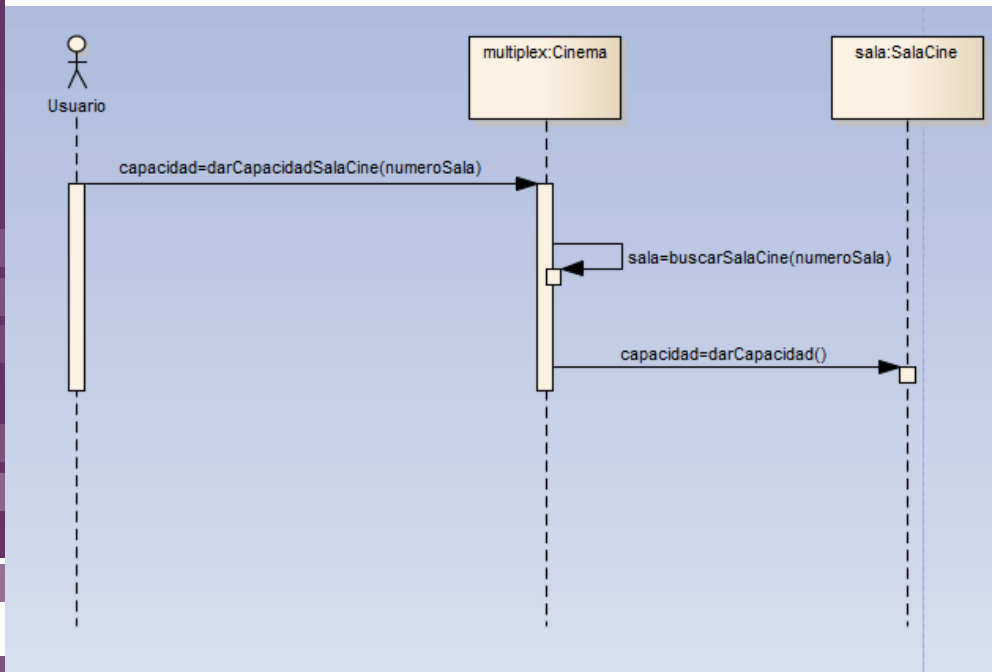 multiplex:Cinema
sala:SalaCine
Usuario
capacidad=darCapacidadSalaCine(numeroSala)
sala=buscarSalaCine(numeroSala)
capacidad=darCapacidad()